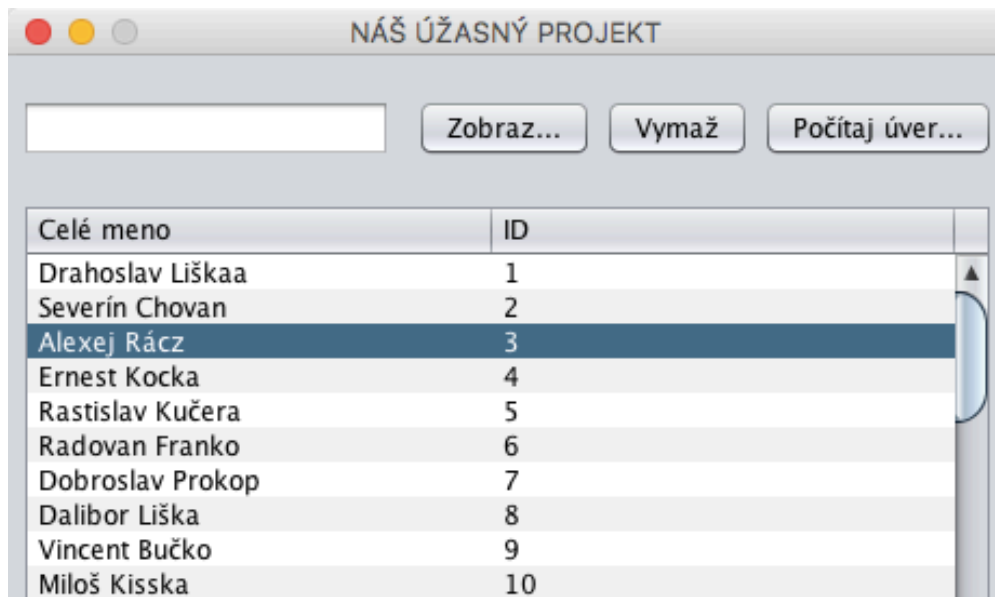 NÁŠ ÚŽASNÝ PROJEKT
Zobraz... Vymaž Počítaj úver...
Celé meno ID
Drahoslav Liškaa 1
Severín Chovan 2
Alexej Rácz 3
Ernest Kocka 4
Rastislav Kučera 5
Radovan Franko 6
Dobroslav Prokop 7
Dalibor Liška 8
Vincent Bučko 9
Miloš Kisska 10